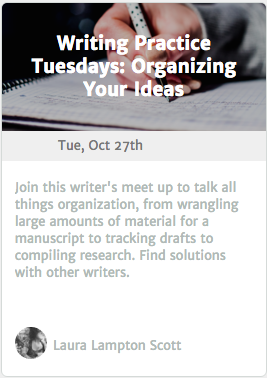 Writing Practice
Tuesdays: Organizing
Your Ideas
Tue, Oct 27th
Join this writer's meet up to talk all
things organization, from wrangling
large amounts of material for a
manuscript to tracking drafts to
compiling research. Find solutions
with other writers.
Laura Lampton Scott